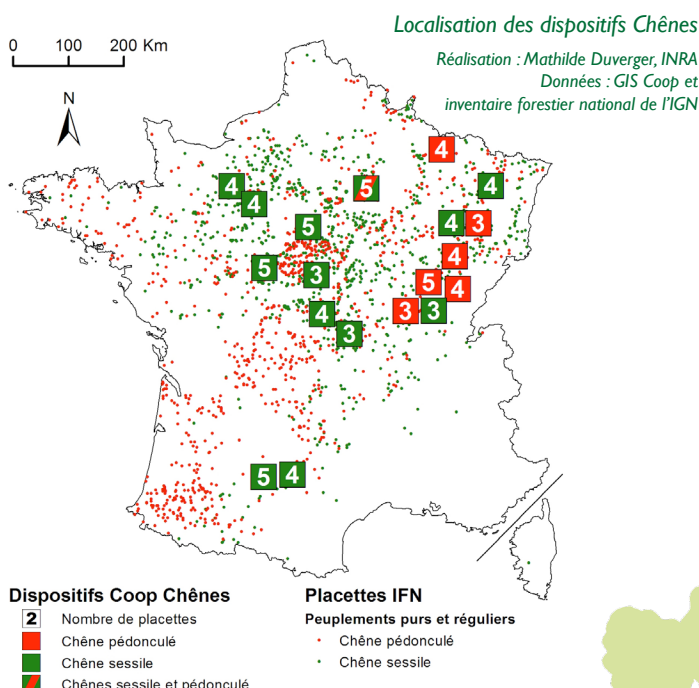 Localisation des dispositifs Chênes
Réalisation : Mathilde Duverger, INRA
Données : GIS Coop et
inventaire forestier national de l'IGN
0 100 200 Km
N
4
4
4
5
4
5
4
3
4
5
3
5
4
3
3
4
3
5
4
Dispositifs Coop Chênes
2 Nombre de placettes
Chêne pédonculé
Chêne sessile
Chênes sessile et pédonculé
Placettes IFN
Peuplements purs et réguliers
Chêne pédonculé
Chêne sessile